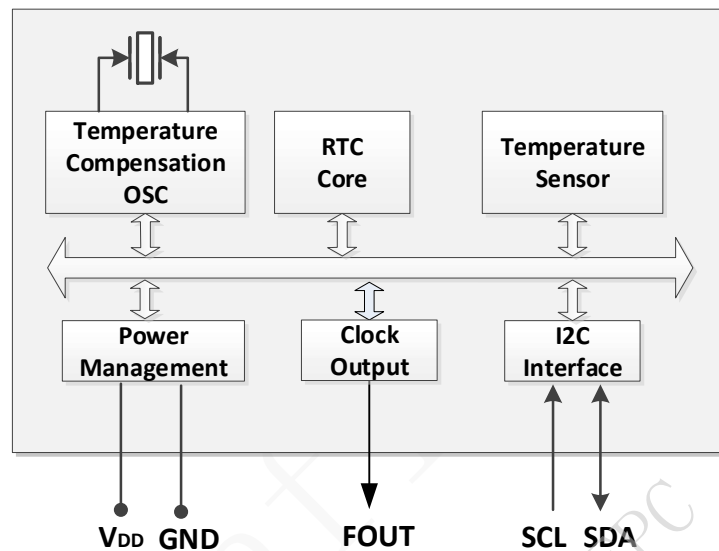 Temperature
Compensation
OSC
RTC
Core
Temperature
Sensor
Power
Management
Clock
Output
I2C
Interface
VDD GND FOUT SCL SDA